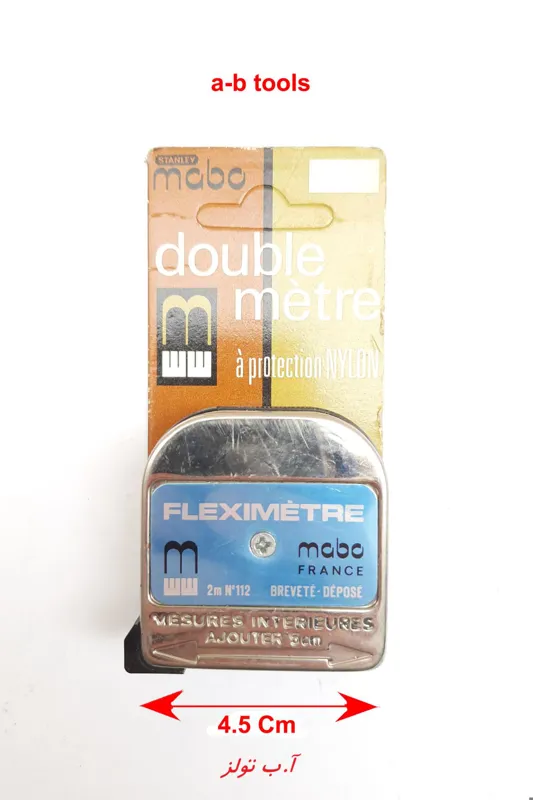 a-b tools
STANLEY
mabo
double
mètre
à protection NYLON
FLEXIMÈTRE
mabo
FRANCE
2m N°112 BREVETÉ-DÉPOSÉ
MESURES INTERIEURES
AJOUTER 5cm
4.5 Cm
آ.ب تولز